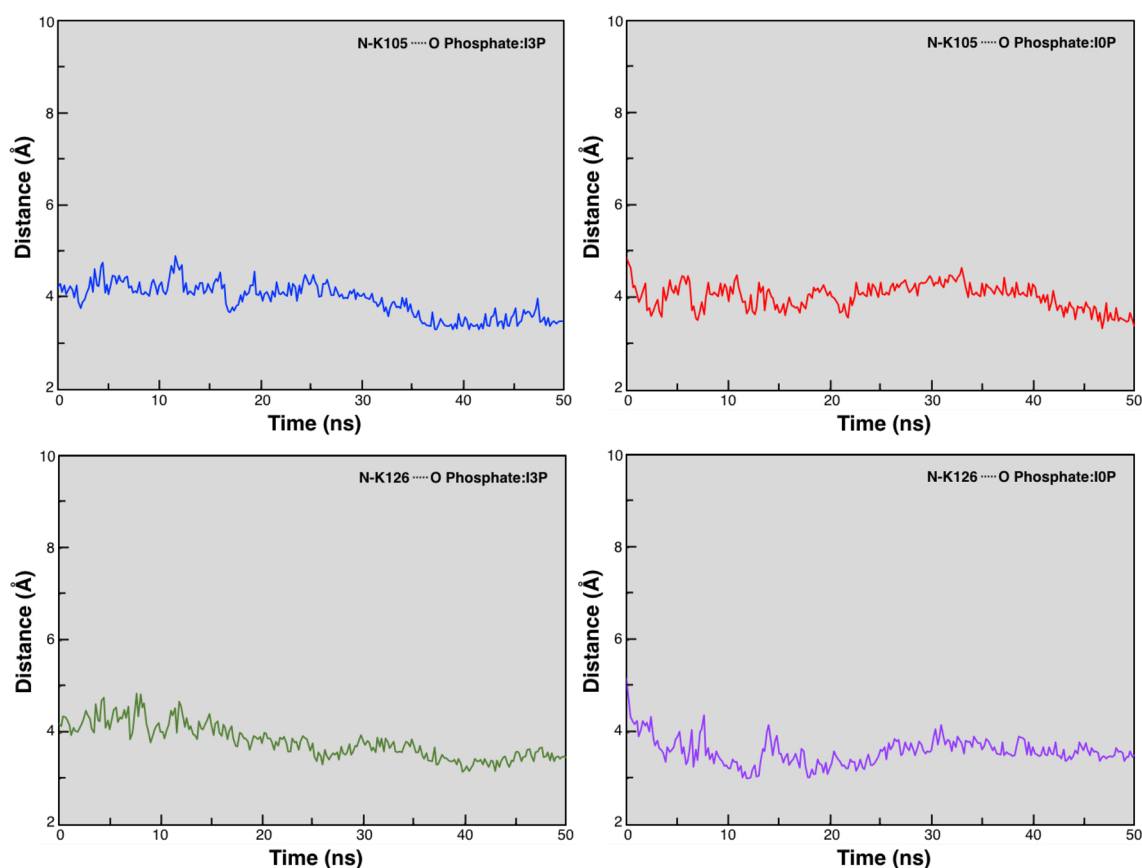 N-K105 ····· O Phosphate:I3P
Distance (Å)
10
8
6
4
2
0 10 20 30 40 50
Time (ns)
N-K105 ····· O Phosphate:I0P
Distance (Å)
10
8
6
4
2
0 10 20 30 40 50
Time (ns)
N-K126 ····· O Phosphate:I3P
Distance (Å)
10
8
6
4
2
0 10 20 30 40 50
Time (ns)
N-K126 ····· O Phosphate:I0P
Distance (Å)
10
8
6
4
2
0 10 20 30 40 50
Time (ns)